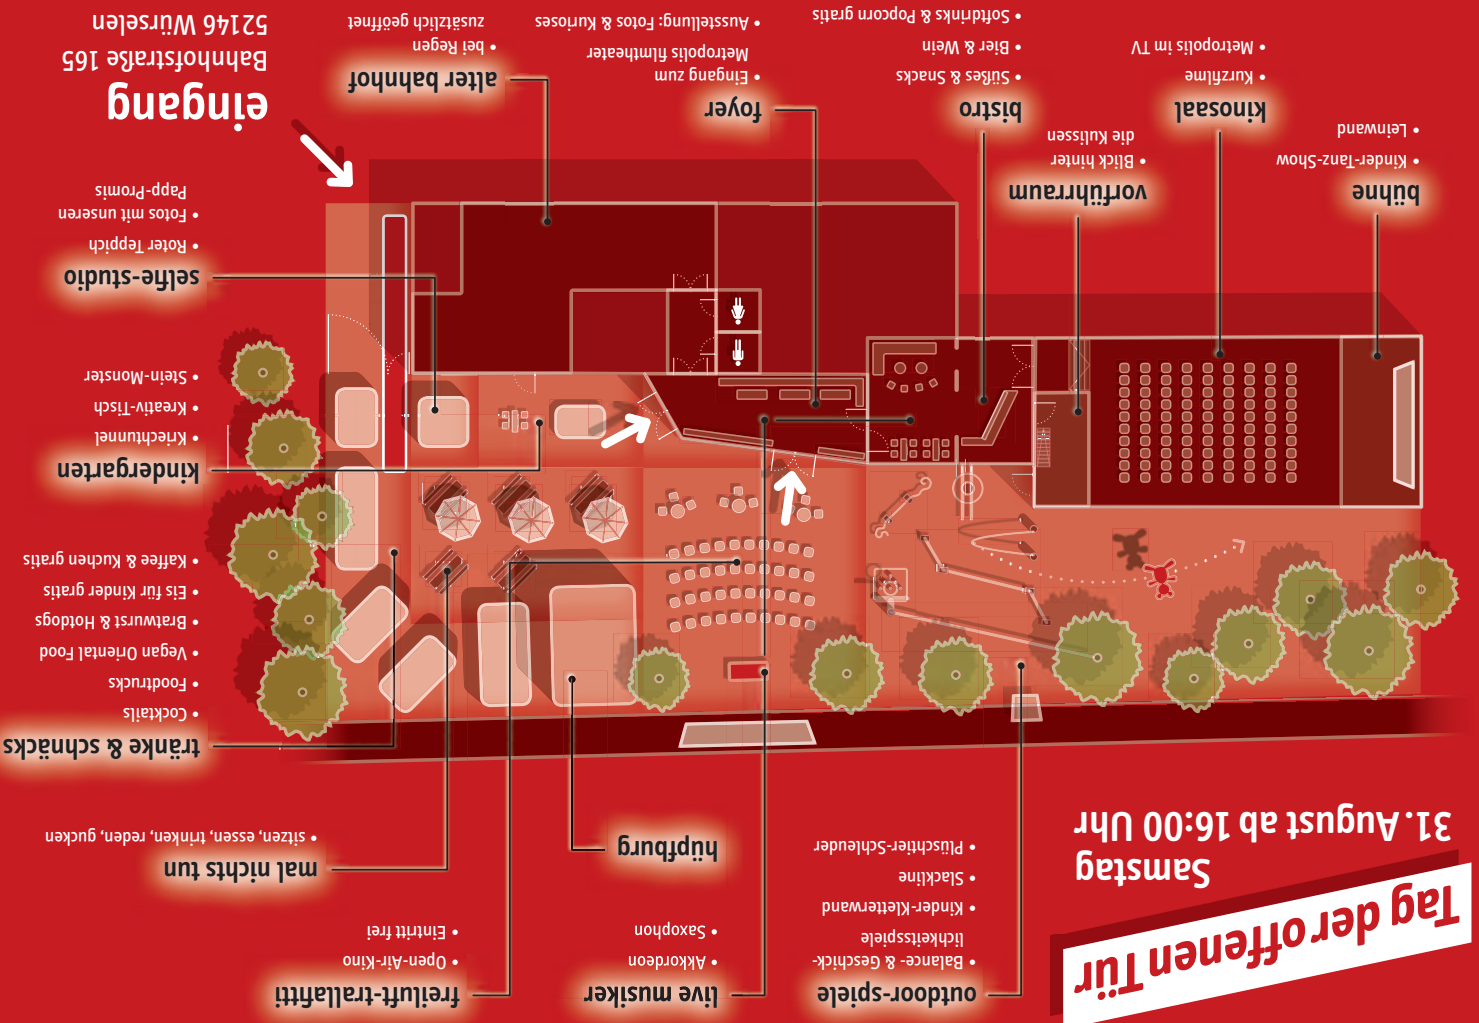 Tag der offenen Tür
Samstag
31. August ab 16:00 Uhr
outdoor-spiele
• Balance- & Geschick-
lichkeitsspiele
• Kinder-Kletterwand
• Slackline
• Plüschtier-Schleuder
live musiker
• Akkordeon
• Saxophon
freiluft-trallafitti
• Open-Air-Kino
• Eintritt frei
hüpfburg
mal nichts tun
• sitzen, essen, trinken, reden, gucken
tränke & schnäcks
• Cocktails
• Foodtrucks
• Vegan Oriental Food
• Bratwurst & Hotdogs
• Eis für Kinder gratis
• Kaffee & Kuchen gratis
kindergarten
• Kriechtunnel
• Kreativ-Tisch
• Stein-Monster
selfie-studio
• Roter Teppich
• Fotos mit unseren
Papp-Promis
bühne
• Kinder-Tanz-Show
• Leinwand
vorführraum
• Blick hinter
die Kulissen
kinosaal
• Kurzfilme
• Metropolis im TV
bistro
• Süßes & Snacks
• Bier & Wein
• Softdrinks & Popcorn gratis
foyer
• Eingang zum
Metropolis filmtheater
• Ausstellung: Fotos & Kurioses
alter bahnhof
• bei Regen
zusätzlich geöffnet
eingang
Bahnhofstraße 165
52146 Würselen